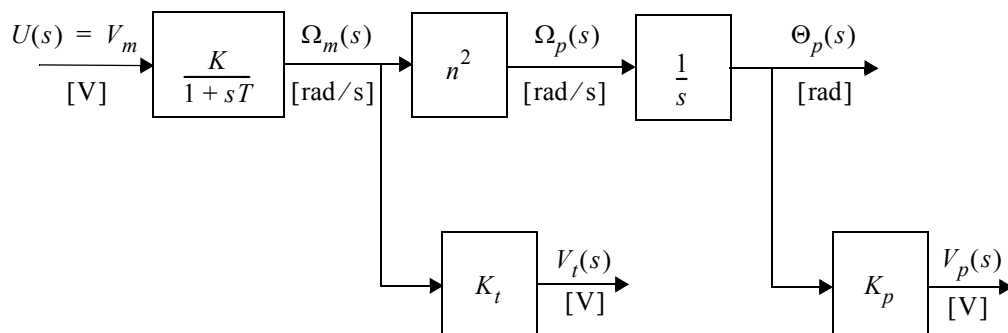 U(s) = V_m
[V]
K
1 + sT
Ω_m(s)
[rad/s]
n^2
Ω_p(s)
[rad/s]
1
s
Θ_p(s)
[rad]
K_t
V_t(s)
[V]
K_p
V_p(s)
[V]